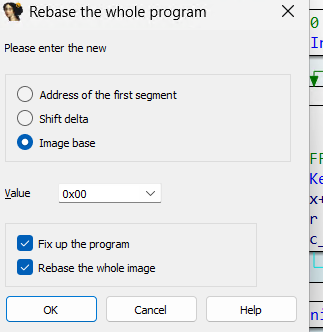 Rebase the whole program
Please enter the new
Address of the first segment
Shift delta
Image base
Value 0x00
Fix up the program
Rebase the whole image
OK Cancel Help
0
In
FF
Ke
x+
r
c_
ni